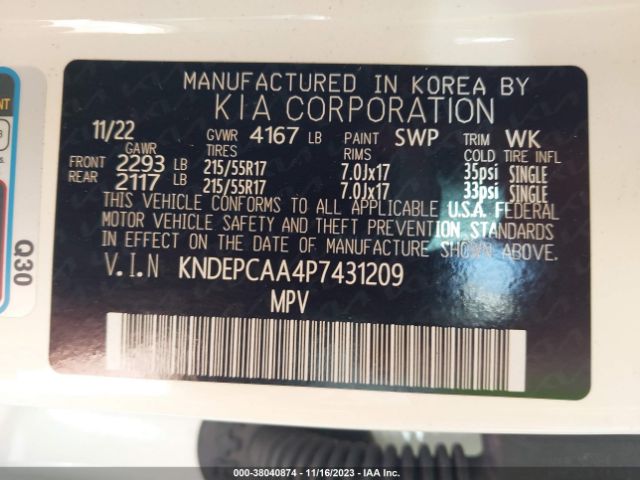 MANUFACTURED IN KOREA BY
KIA CORPORATION
11/22 GVWR 4167 LB PAINT SWP TRIM WK
GAWR TIRES RIMS COLD TIRE INFL
FRONT 2293 LB 215/55R17 7.0Jx17 35psi SINGLE
REAR 2117 LB 215/55R17 7.0Jx17 33psi SINGLE
THIS VEHICLE CONFORMS TO ALL APPLICABLE U.S.A. FEDERAL
MOTOR VEHICLE SAFETY AND THEFT PREVENTION STANDARDS
IN EFFECT ON THE DATE OF MANUFACTURE SHOWN ABOVE.
V.I.N KNDEPCAA4P7431209
MPV
Q30
000-38040874 - 11/16/2023 - IAA Inc.